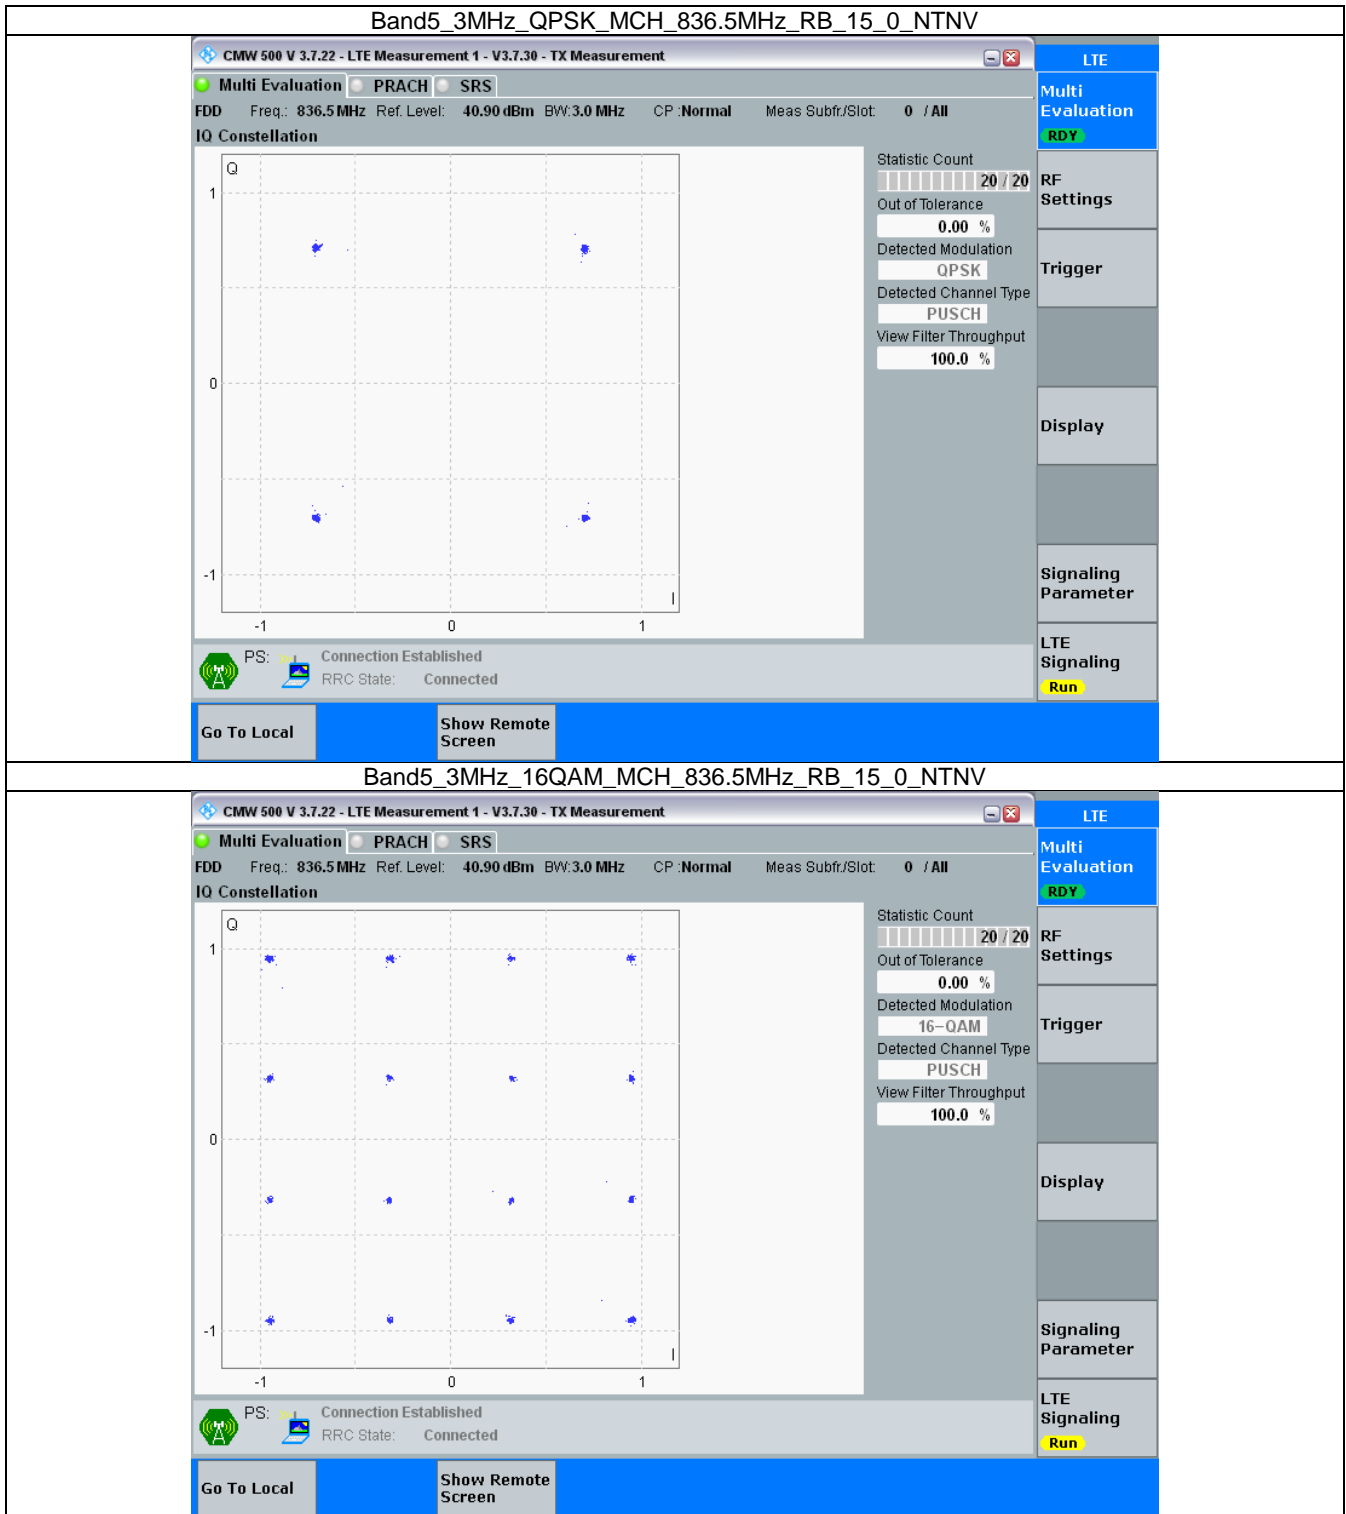 Band5_3MHz_QPSK_MCH_836.5MHz_RB_15_0_NTNV
CMW 500 V 3.7.22 - LTE Measurement 1 - V3.7.30 - TX Measurement
LTE
Multi Evaluation PRACH SRS
Multi
Evaluation
RDY
FDD Freq.: 836.5 MHz Ref. Level: 40.90 dBm BW: 3.0 MHz CP : Normal Meas Subfr./Slot: 0 / All
IQ Constellation
Q
1
0
-1
I
-1 0 1
Statistic Count
20 / 20
Out of Tolerance
0.00 %
Detected Modulation
QPSK
Detected Channel Type
PUSCH
View Filter Throughput
100.0 %
RF
Settings
Trigger
Display
Signaling
Parameter
LTE
Signaling
Run
PS: Connection Established
RRC State: Connected
Go To Local
Show Remote
Screen
Band5_3MHz_16QAM_MCH_836.5MHz_RB_15_0_NTNV
CMW 500 V 3.7.22 - LTE Measurement 1 - V3.7.30 - TX Measurement
LTE
Multi Evaluation PRACH SRS
Multi
Evaluation
RDY
FDD Freq.: 836.5 MHz Ref. Level: 40.90 dBm BW: 3.0 MHz CP : Normal Meas Subfr./Slot: 0 / All
IQ Constellation
Q
1
0
-1
I
-1 0 1
Statistic Count
20 / 20
Out of Tolerance
0.00 %
Detected Modulation
16-QAM
Detected Channel Type
PUSCH
View Filter Throughput
100.0 %
RF
Settings
Trigger
Display
Signaling
Parameter
LTE
Signaling
Run
PS: Connection Established
RRC State: Connected
Go To Local
Show Remote
Screen